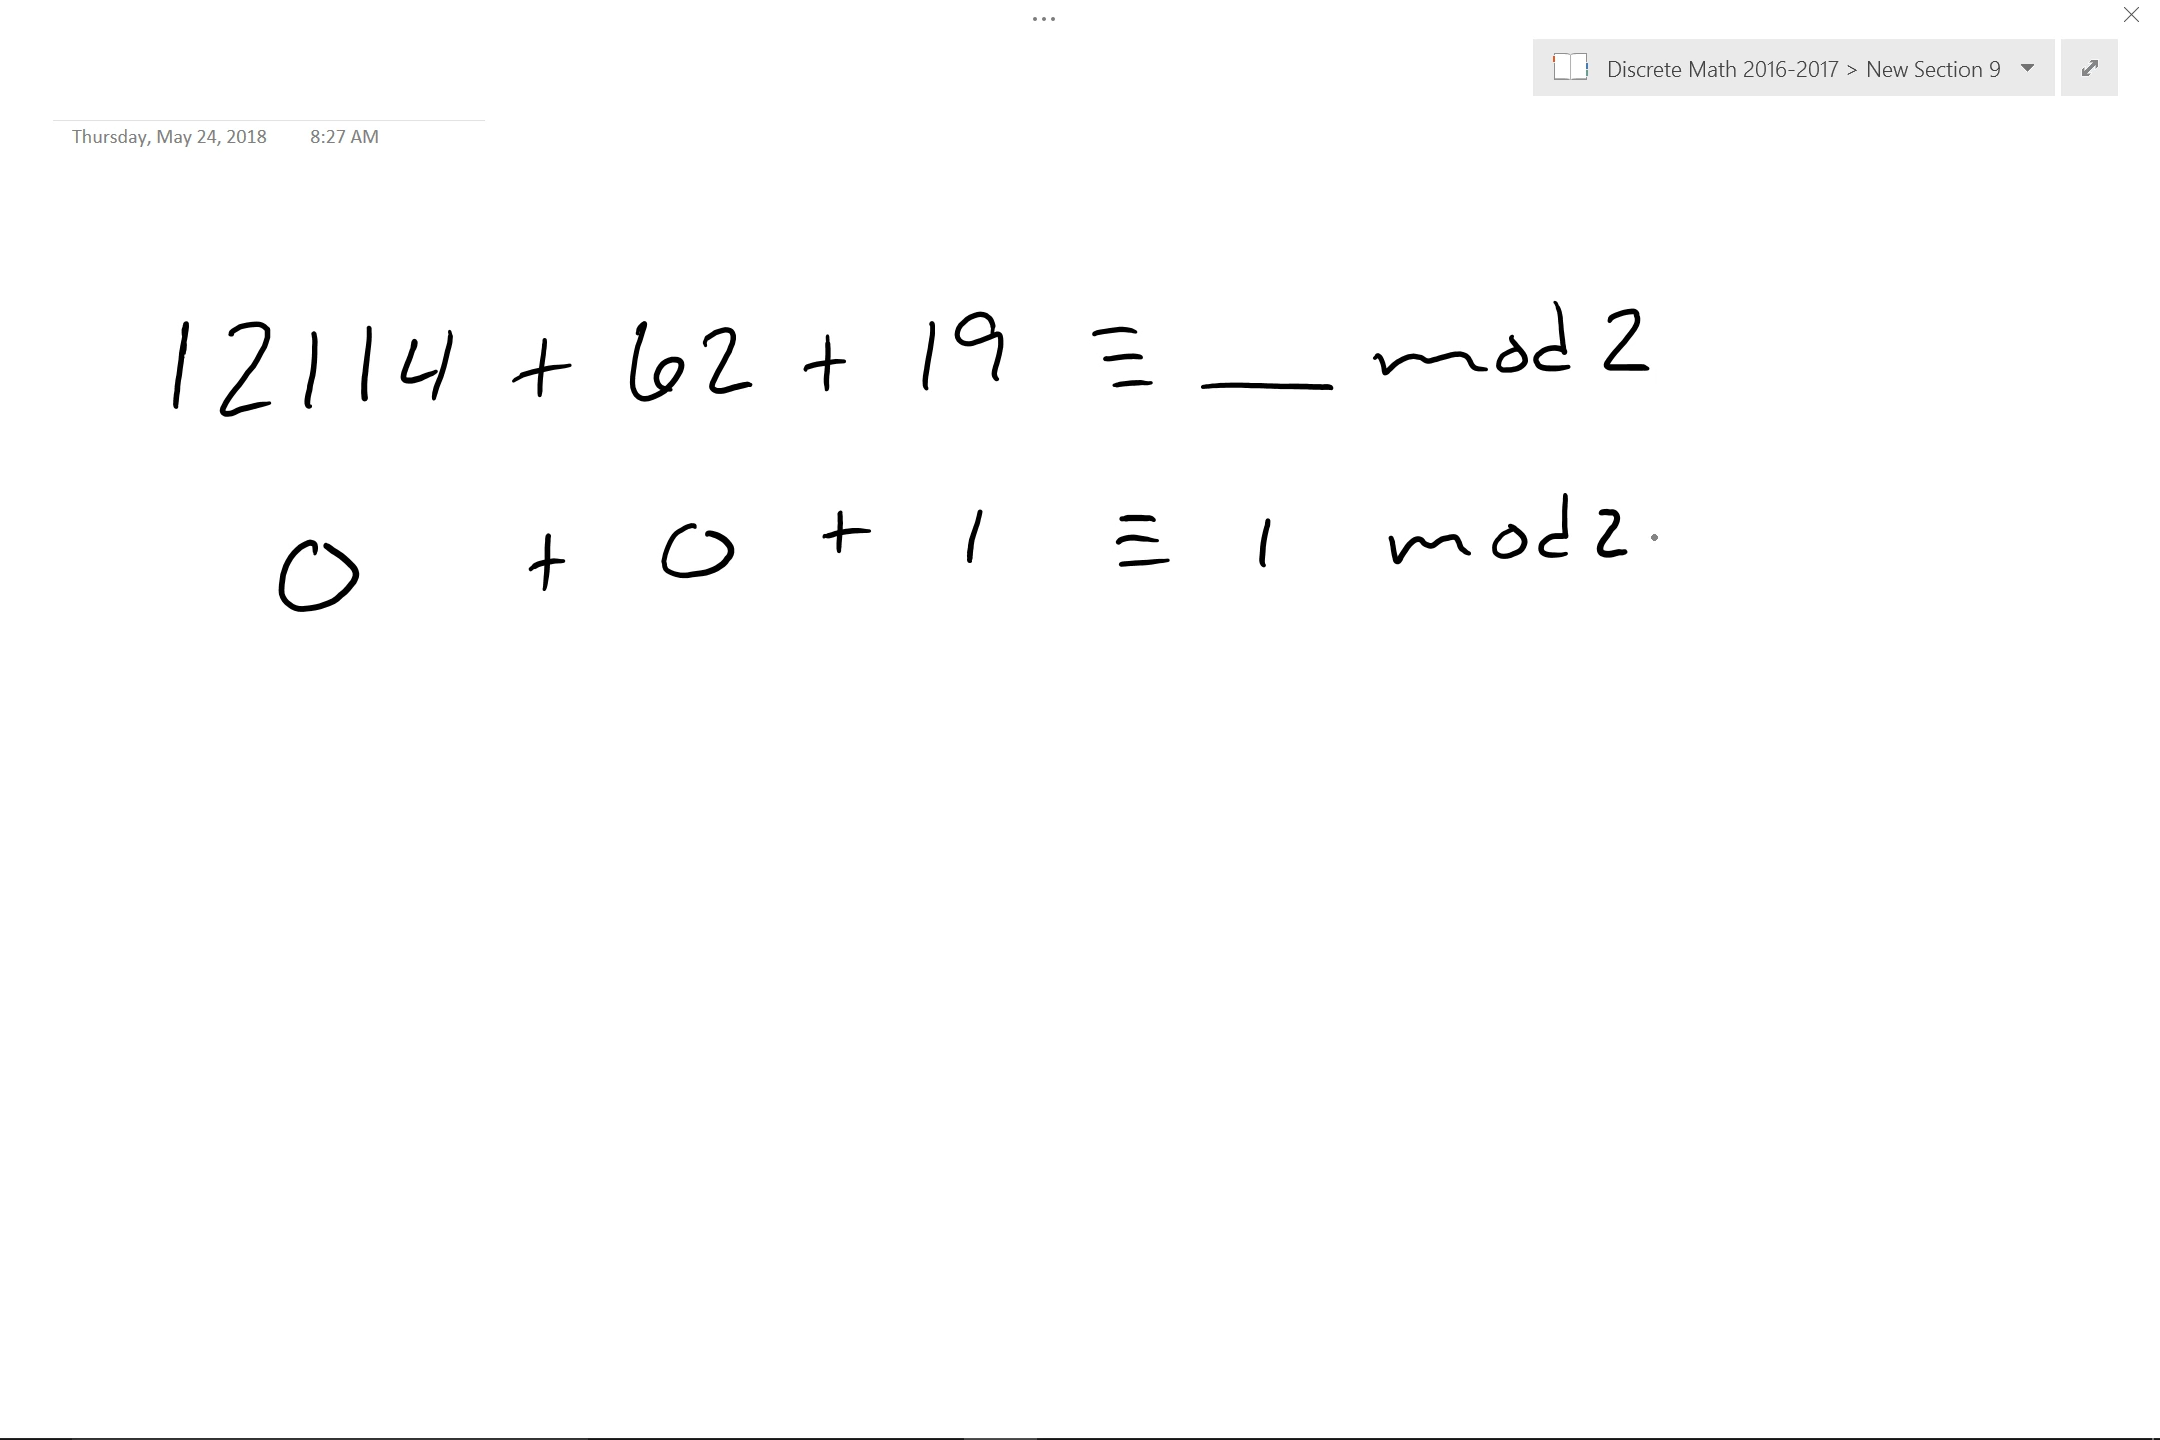 Discrete Math 2016-2017 > New Section 9
Thursday, May 24, 2018 8:27 AM
12114 + 62 + 19 ≡ ___ mod 2
0 + 0 + 1 ≡ 1 mod 2